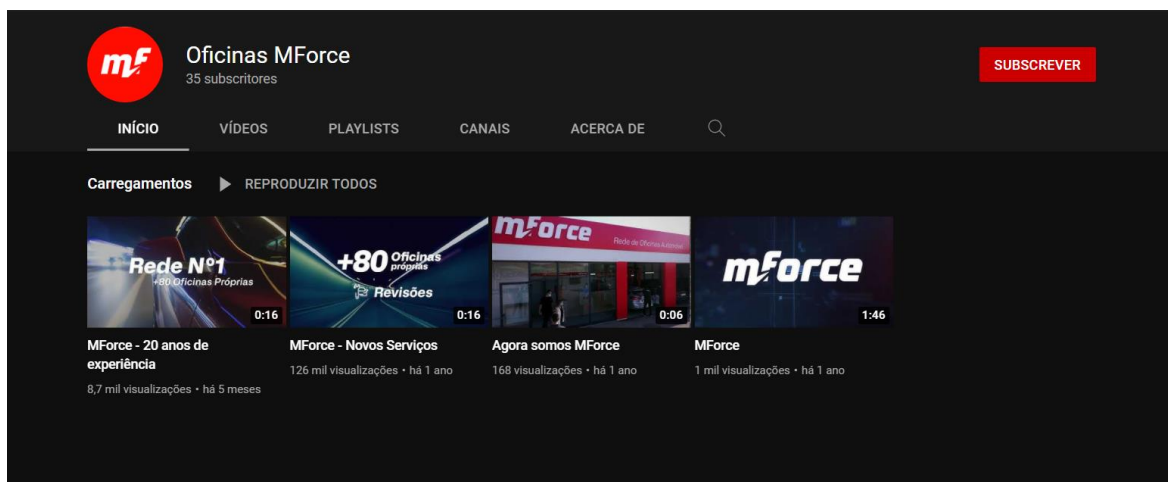 mF
Oficinas MForce
35 subscritores
SUBSCREVER
INÍCIO VÍDEOS PLAYLISTS CANAIS ACERCA DE
Carregamentos REPRODUZIR TODOS
Rede Nº1
+80 Oficinas Próprias
0:16
+80 Oficinas próprias
Revisões
0:16
mForce
Rede de Oficinas Automóvel
0:06
mforce
1:46
MForce - 20 anos de
experiência
8,7 mil visualizações • há 5 meses
MForce - Novos Serviços
126 mil visualizações • há 1 ano
Agora somos MForce
168 visualizações • há 1 ano
MForce
1 mil visualizações • há 1 ano